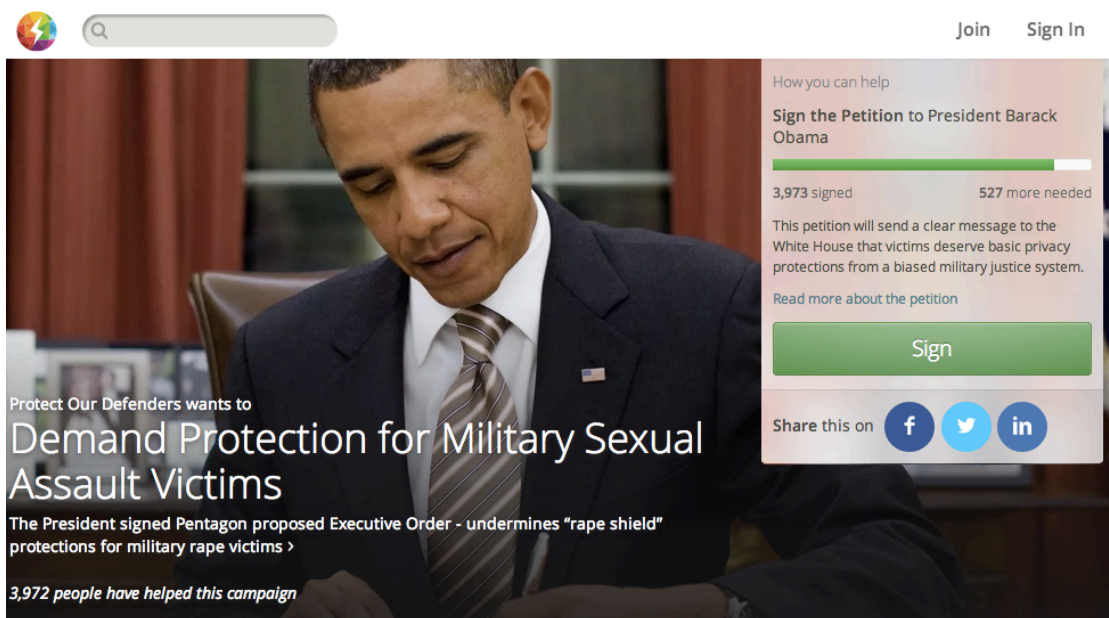 Join Sign In
How you can help
Sign the Petition to President Barack
Obama
3,973 signed 527 more needed
This petition will send a clear message to the
White House that victims deserve basic privacy
protections from a biased military justice system.
Read more about the petition
Sign
Share this on
Protect Our Defenders wants to
Demand Protection for Military Sexual
Assault Victims
The President signed Pentagon proposed Executive Order - undermines “rape shield”
protections for military rape victims ›
3,972 people have helped this campaign